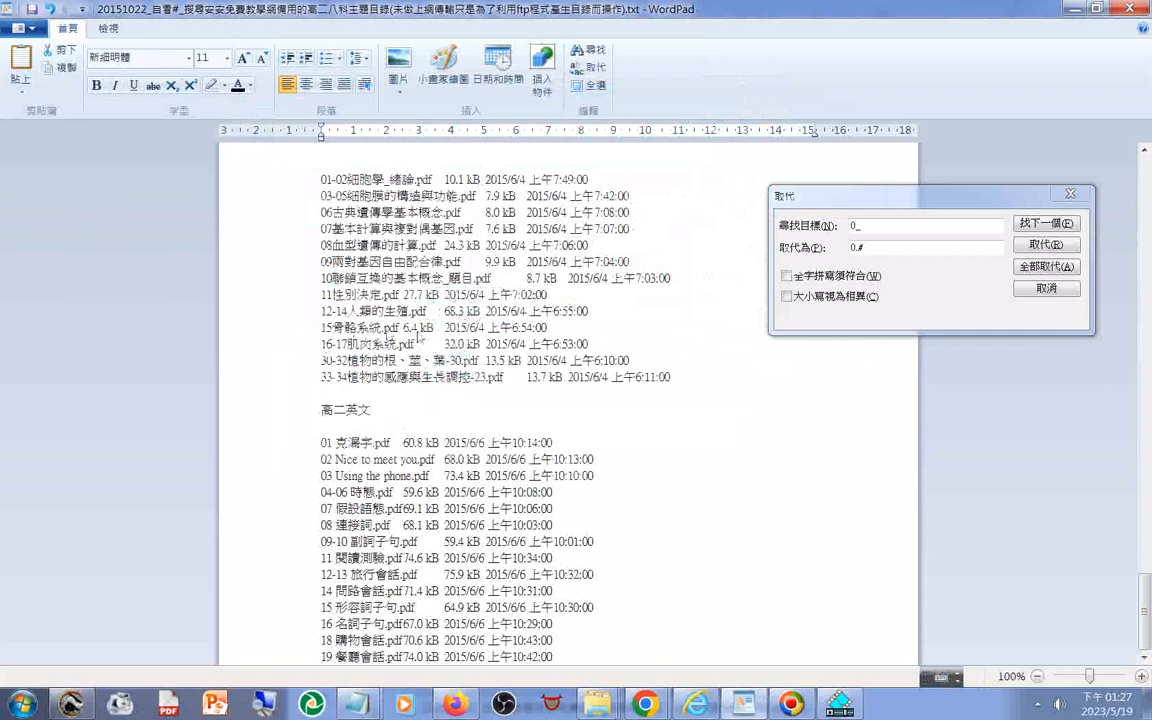 20151022_自看#_搜尋安安免費教學網備用的高二八科主題目錄(未做上網傳輸只是為了利用ftp程式產生目錄而操作).txt - WordPad
首頁 檢視
貼上 剪下 複製
新細明體 11
圖片 小畫家繪圖 日期和時間 插入物件
尋找 取代 全選
剪貼簿 字型 段落 插入 編輯
3 2 1 1 2 3 4 5 6 7 8 9 10 11 12 13 14 15 16 17 18
01-02細胞學_緒論.pdf 10.1 kB 2015/6/4 上午7:49:00
03-05細胞膜的構造與功能.pdf 7.9 kB 2015/6/4 上午7:42:00
06古典遺傳學基本概念.pdf 8.0 kB 2015/6/4 上午7:08:00
07基本計算與複對偶基因.pdf 7.6 kB 2015/6/4 上午7:07:00
08血型遺傳的計算.pdf 24.3 kB 2015/6/4 上午7:06:00
09兩對基因自由配合律.pdf 9.9 kB 2015/6/4 上午7:04:00
10聯鎖互換的基本概念_題目.pdf 8.7 kB 2015/6/4 上午7:03:00
11性別決定.pdf 27.7 kB 2015/6/4 上午7:02:00
12-14人類的生殖.pdf 68.3 kB 2015/6/4 上午6:55:00
15骨骼系統.pdf 6.4 kB 2015/6/4 上午6:54:00
16-17肌肉系統.pdf 32.0 kB 2015/6/4 上午6:53:00
30-32植物的根、莖、葉-30.pdf 13.5 kB 2015/6/4 上午6:10:00
33-34植物的感應與生長調控-23.pdf 13.7 kB 2015/6/4 上午6:11:00
高二英文
01 克漏字.pdf 60.8 kB 2015/6/6 上午10:14:00
02 Nice to meet you.pdf 68.0 kB 2015/6/6 上午10:13:00
03 Using the phone.pdf 73.4 kB 2015/6/6 上午10:10:00
04-06 時態.pdf 59.6 kB 2015/6/6 上午10:08:00
07 假設語態.pdf69.1 kB 2015/6/6 上午10:06:00
08 連接詞.pdf 68.1 kB 2015/6/6 上午10:03:00
09-10 副詞子句.pdf 59.4 kB 2015/6/6 上午10:01:00
11 閱讀測驗.pdf74.6 kB 2015/6/6 上午10:34:00
12-13 旅行會話.pdf 75.9 kB 2015/6/6 上午10:32:00
14 問路會話.pdf71.4 kB 2015/6/6 上午10:31:00
15 形容詞子句.pdf 64.9 kB 2015/6/6 上午10:30:00
16 名詞子句.pdf67.0 kB 2015/6/6 上午10:29:00
18 購物會話.pdf70.6 kB 2015/6/6 上午10:43:00
19 餐廳會話.pdf74.0 kB 2015/6/6 上午10:42:00
取代
尋找目標(N): 0_ 找下一個(F)
取代為(P): 0.# 取代(R)
全字拼寫須符合(W) 全部取代(A)
大小寫視為相異(C) 取消
100%
下午 01:27
2023/5/19